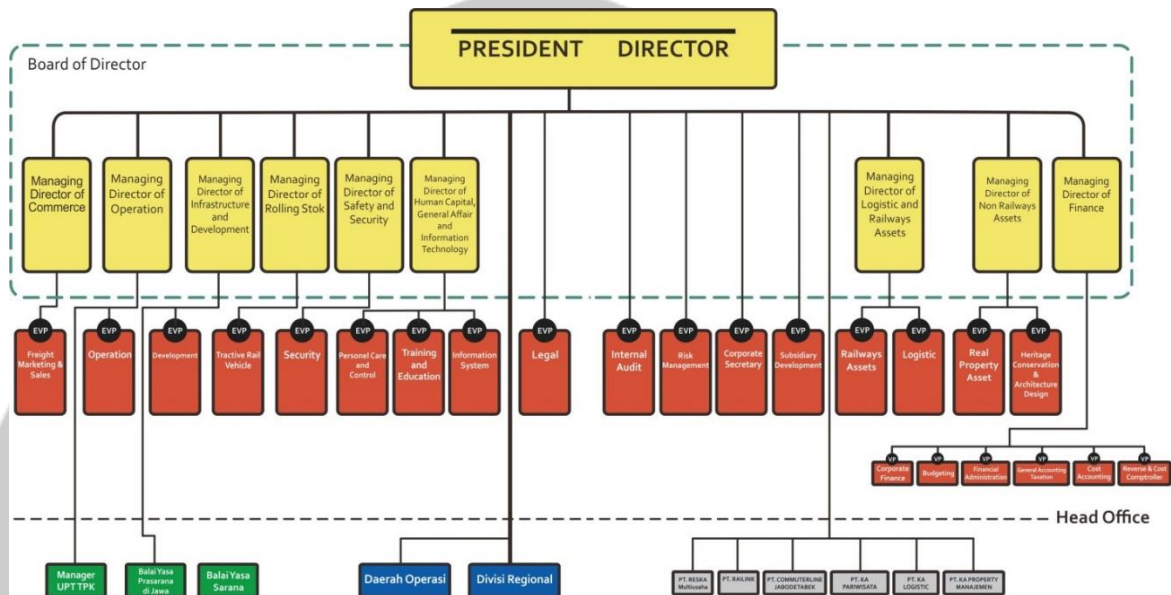 PRESIDENT DIRECTOR
Board of Director
Managing
Director of
Commerce
Managing
Director of
Operation
Managing
Director of
Infrastructure
and
Development
Managing
Director of
Rolling Stok
Managing
Director of
Safety and
Security
Managing
Director of
Human Capital,
General Affair
and
Information
Technology
Managing
Director of
Logistic and
Railways
Assets
Managing
Director of
Non Railways
Assets
Managing
Director of
Finance
EVP
Freight
Marketing &
Sales
EVP
Operation
EVP
Development
EVP
Tractive Rail
Vehicle
EVP
Security
EVP
Personel Care
and
Control
EVP
Training
and
Education
EVP
Information
System
EVP
Legal
EVP
Internal
Audit
EVP
Risk
Management
EVP
Corporate
Secretary
EVP
Subsidiary
Development
EVP
Railways
Assets
EVP
Logistic
EVP
Real
Property
Asset
EVP
Heritage
Conservation
&
Architecture
Design
VP
Corporate
Finance
VP
Budgeting
VP
Financial
Administration
VP
General Accounting
Taxation
VP
Cost
Accounting
VP
Reverse & Cost
Comptroller
Head Office
Manager
UPT TPK
Balai Yasa
Prasarana
di Jawa
Balai Yasa
Sarana
Daerah Operasi
Divisi Regional
PT. RESKA
Multiusaha
PT. RAILINK
PT. COMMUTERLINE
JABODETABEK
PT. KA
PARIWISATA
PT. KA
LOGISTIC
PT. KA PROPERTY
MANAJEMEN